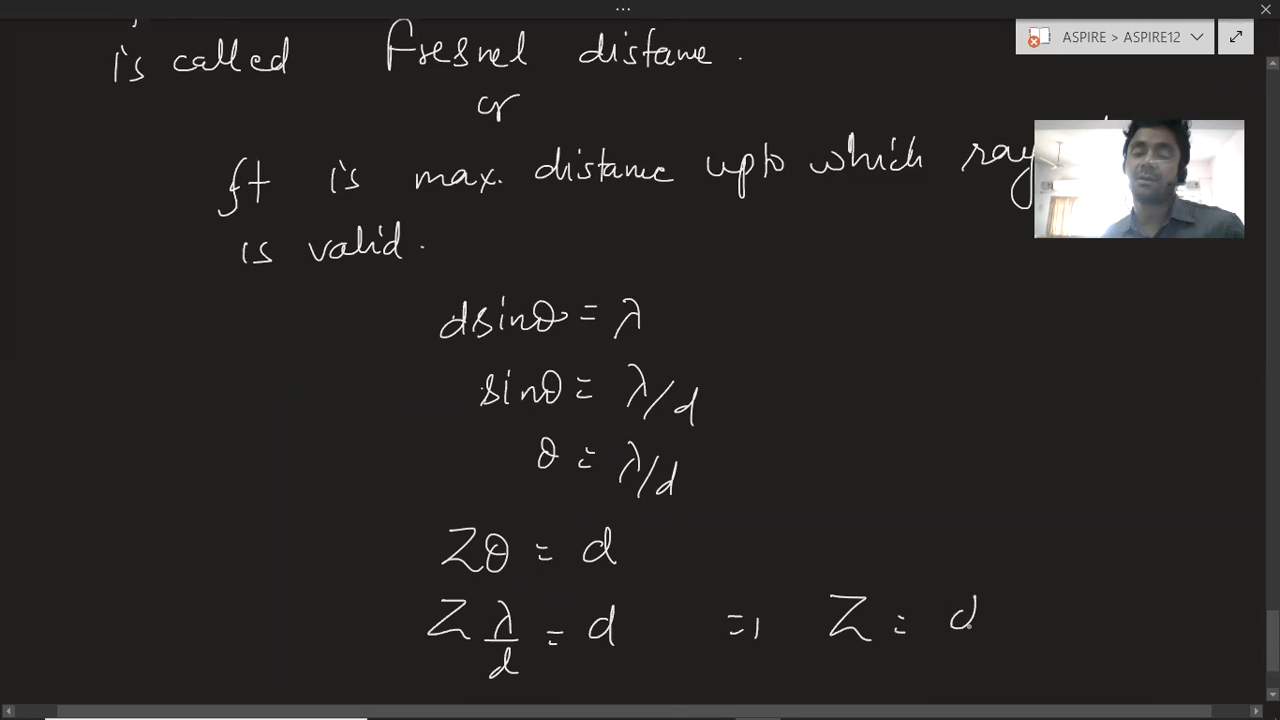 ...
ASPIRE > ASPIRE12
is called Fresnel distance.
or
It is max. distance upto which ray
is valid.
dsinθ = λ
sinθ = λ/d
θ = λ/d
Zθ = d
Z λ/d = d ⇒ Z = d